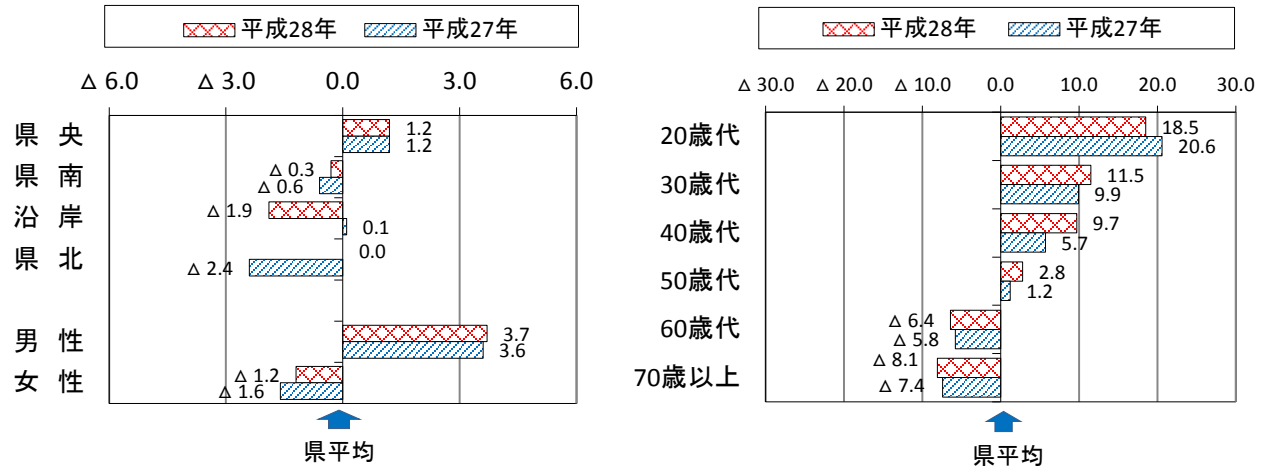 平成28年 平成27年
△ 6.0 △ 3.0 0.0 3.0 6.0
県 央 1.2
1.2
県 南 △ 0.3
△ 0.6
沿 岸 △ 1.9
0.1
県 北 0.0
△ 2.4
男 性 3.7
3.6
女 性 △ 1.2
△ 1.6
県平均
平成28年 平成27年
△ 30.0 △ 20.0 △ 10.0 0.0 10.0 20.0 30.0
20歳代 18.5
20.6
30歳代 11.5
9.9
40歳代 9.7
5.7
50歳代 2.8
1.2
60歳代 △ 6.4
△ 5.8
70歳以上 △ 8.1
△ 7.4
県平均